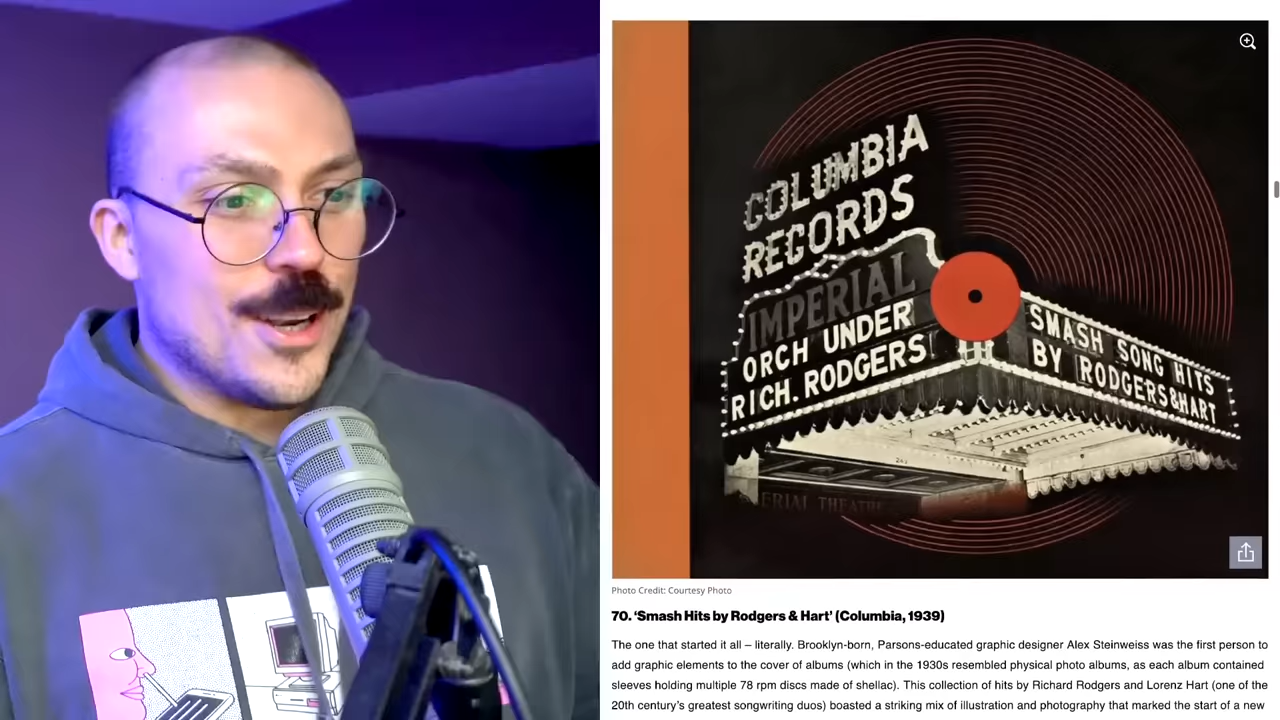 COLUMBIA
RECORDS
IMPERIAL
ORCH UNDER
RICH. RODGERS
SMASH SONG HITS
BY RODGERS&HART
241
ERIAL THEATRE
Photo Credit: Courtesy Photo
70. ‘Smash Hits by Rodgers & Hart’ (Columbia, 1939)
The one that started it all – literally. Brooklyn-born, Parsons-educated graphic designer Alex Steinweiss was the first person to
add graphic elements to the cover of albums (which in the 1930s resembled physical photo albums, as each album contained
sleeves holding multiple 78 rpm discs made of shellac). This collection of hits by Richard Rodgers and Lorenz Hart (one of the
20th century’s greatest songwriting duos) boasted a striking mix of illustration and photography that marked the start of a new